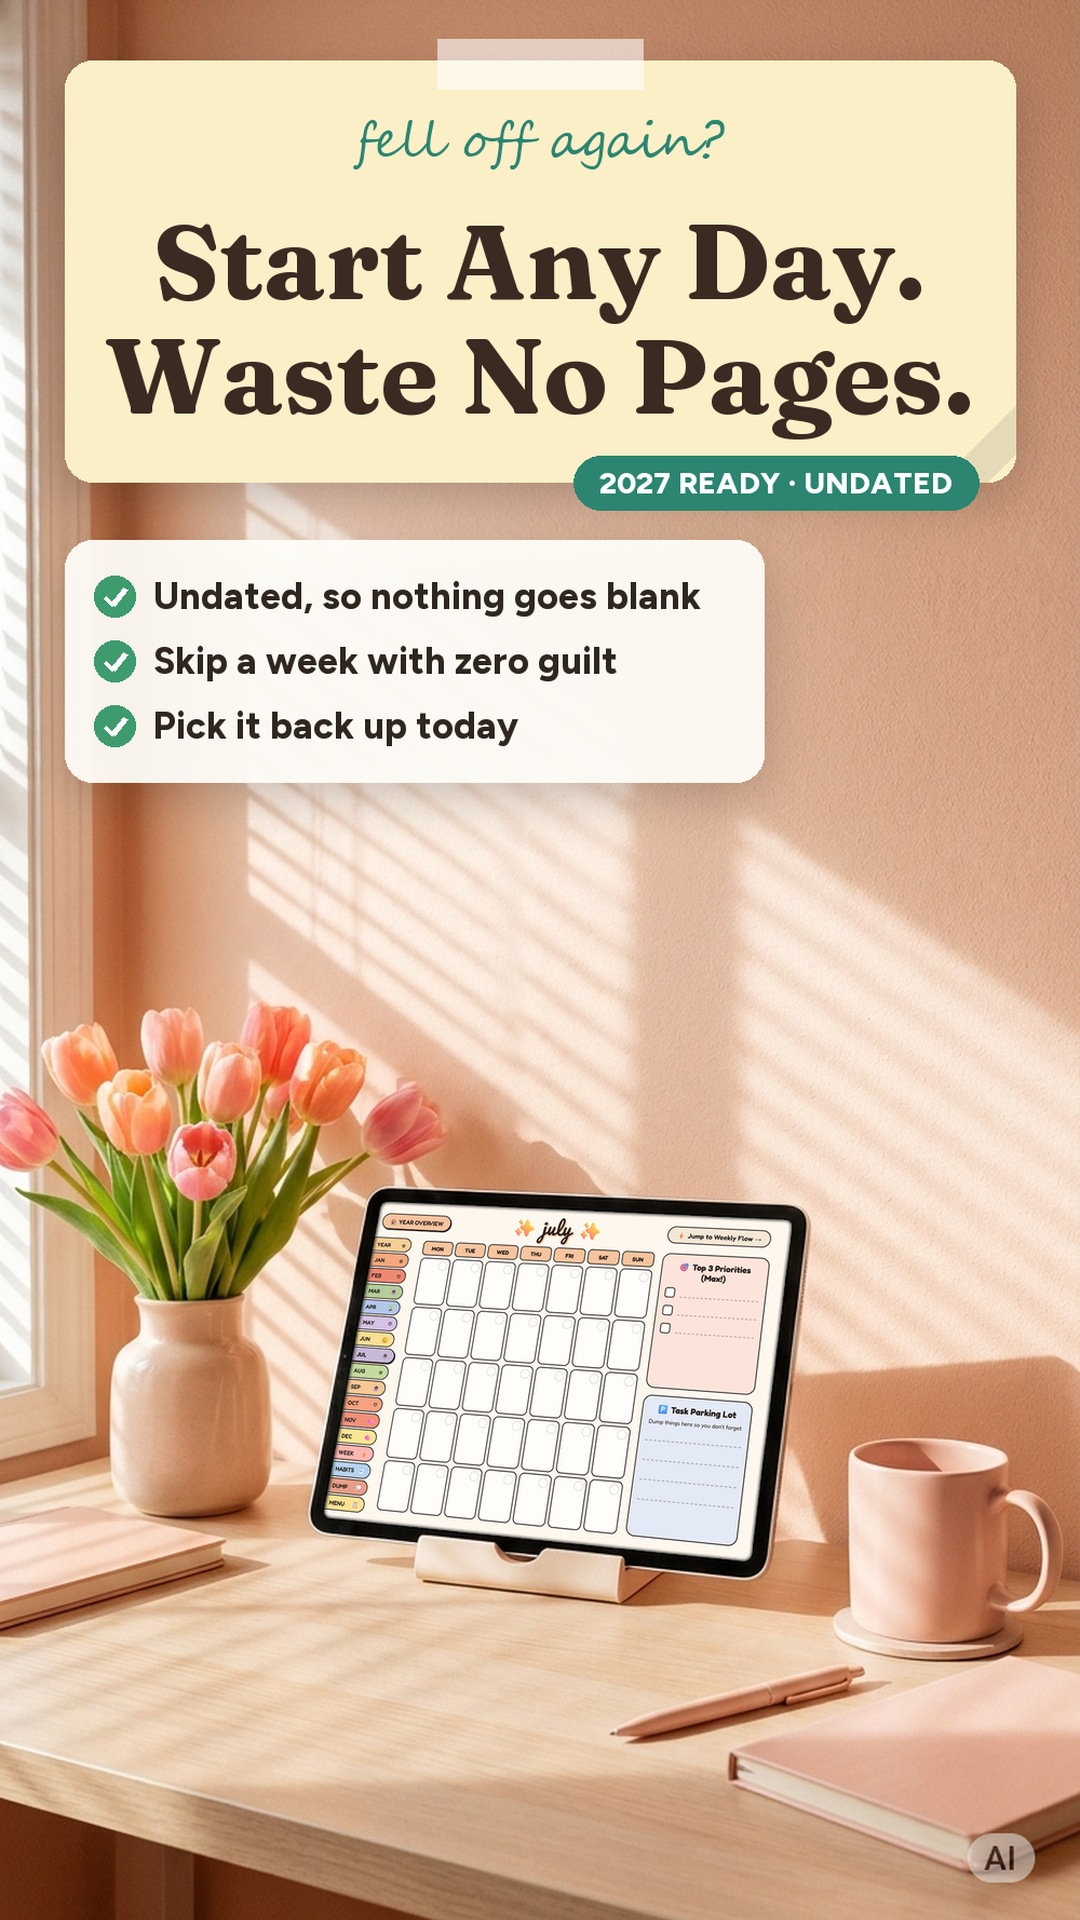 fell off again?
Start Any Day.
Waste No Pages.
2027 READY · UNDATED
Undated, so nothing goes blank
Skip a week with zero guilt
Pick it back up today
YEAR OVERVIEW
✨ july ✨
Jump to Weekly Flow →
YEAR
JAN
FEB
MAR
APR
MAY
JUN
JUL
AUG
SEP
OCT
NOV
DEC
WEEK
HABITS
DUMP
MENU
MON TUE WED THU FRI SAT SUN
Top 3 Priorities
(Max!)
Task Parking Lot
Dump things here so you don't forget
AI